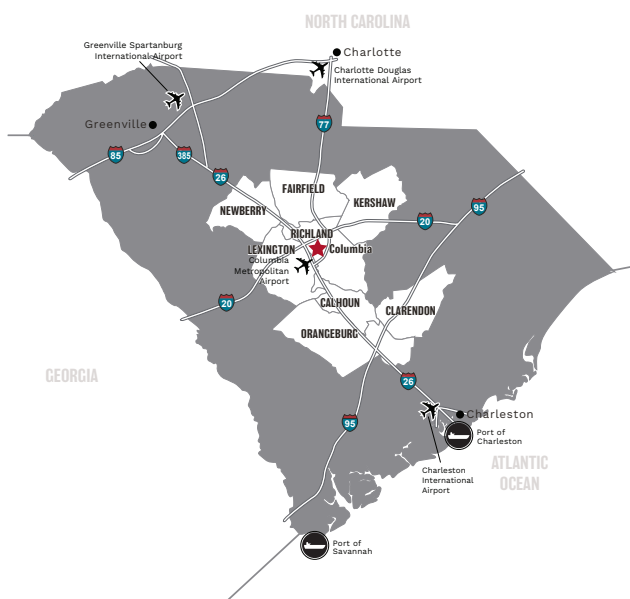 NORTH CAROLINA
Greenville Spartanburg
International Airport
Charlotte
Charlotte Douglas
International Airport
Greenville
77
85
385
26
FAIRFIELD
KERSHAW
NEWBERRY
95
20
RICHLAND
LEXINGTON
Columbia
Columbia
Metropolitan
Airport
20
CALHOUN
CLARENDON
ORANGEBURG
GEORGIA
26
95
Charleston
Port of
Charleston
ATLANTIC
OCEAN
Charleston
International
Airport
Port of
Savannah